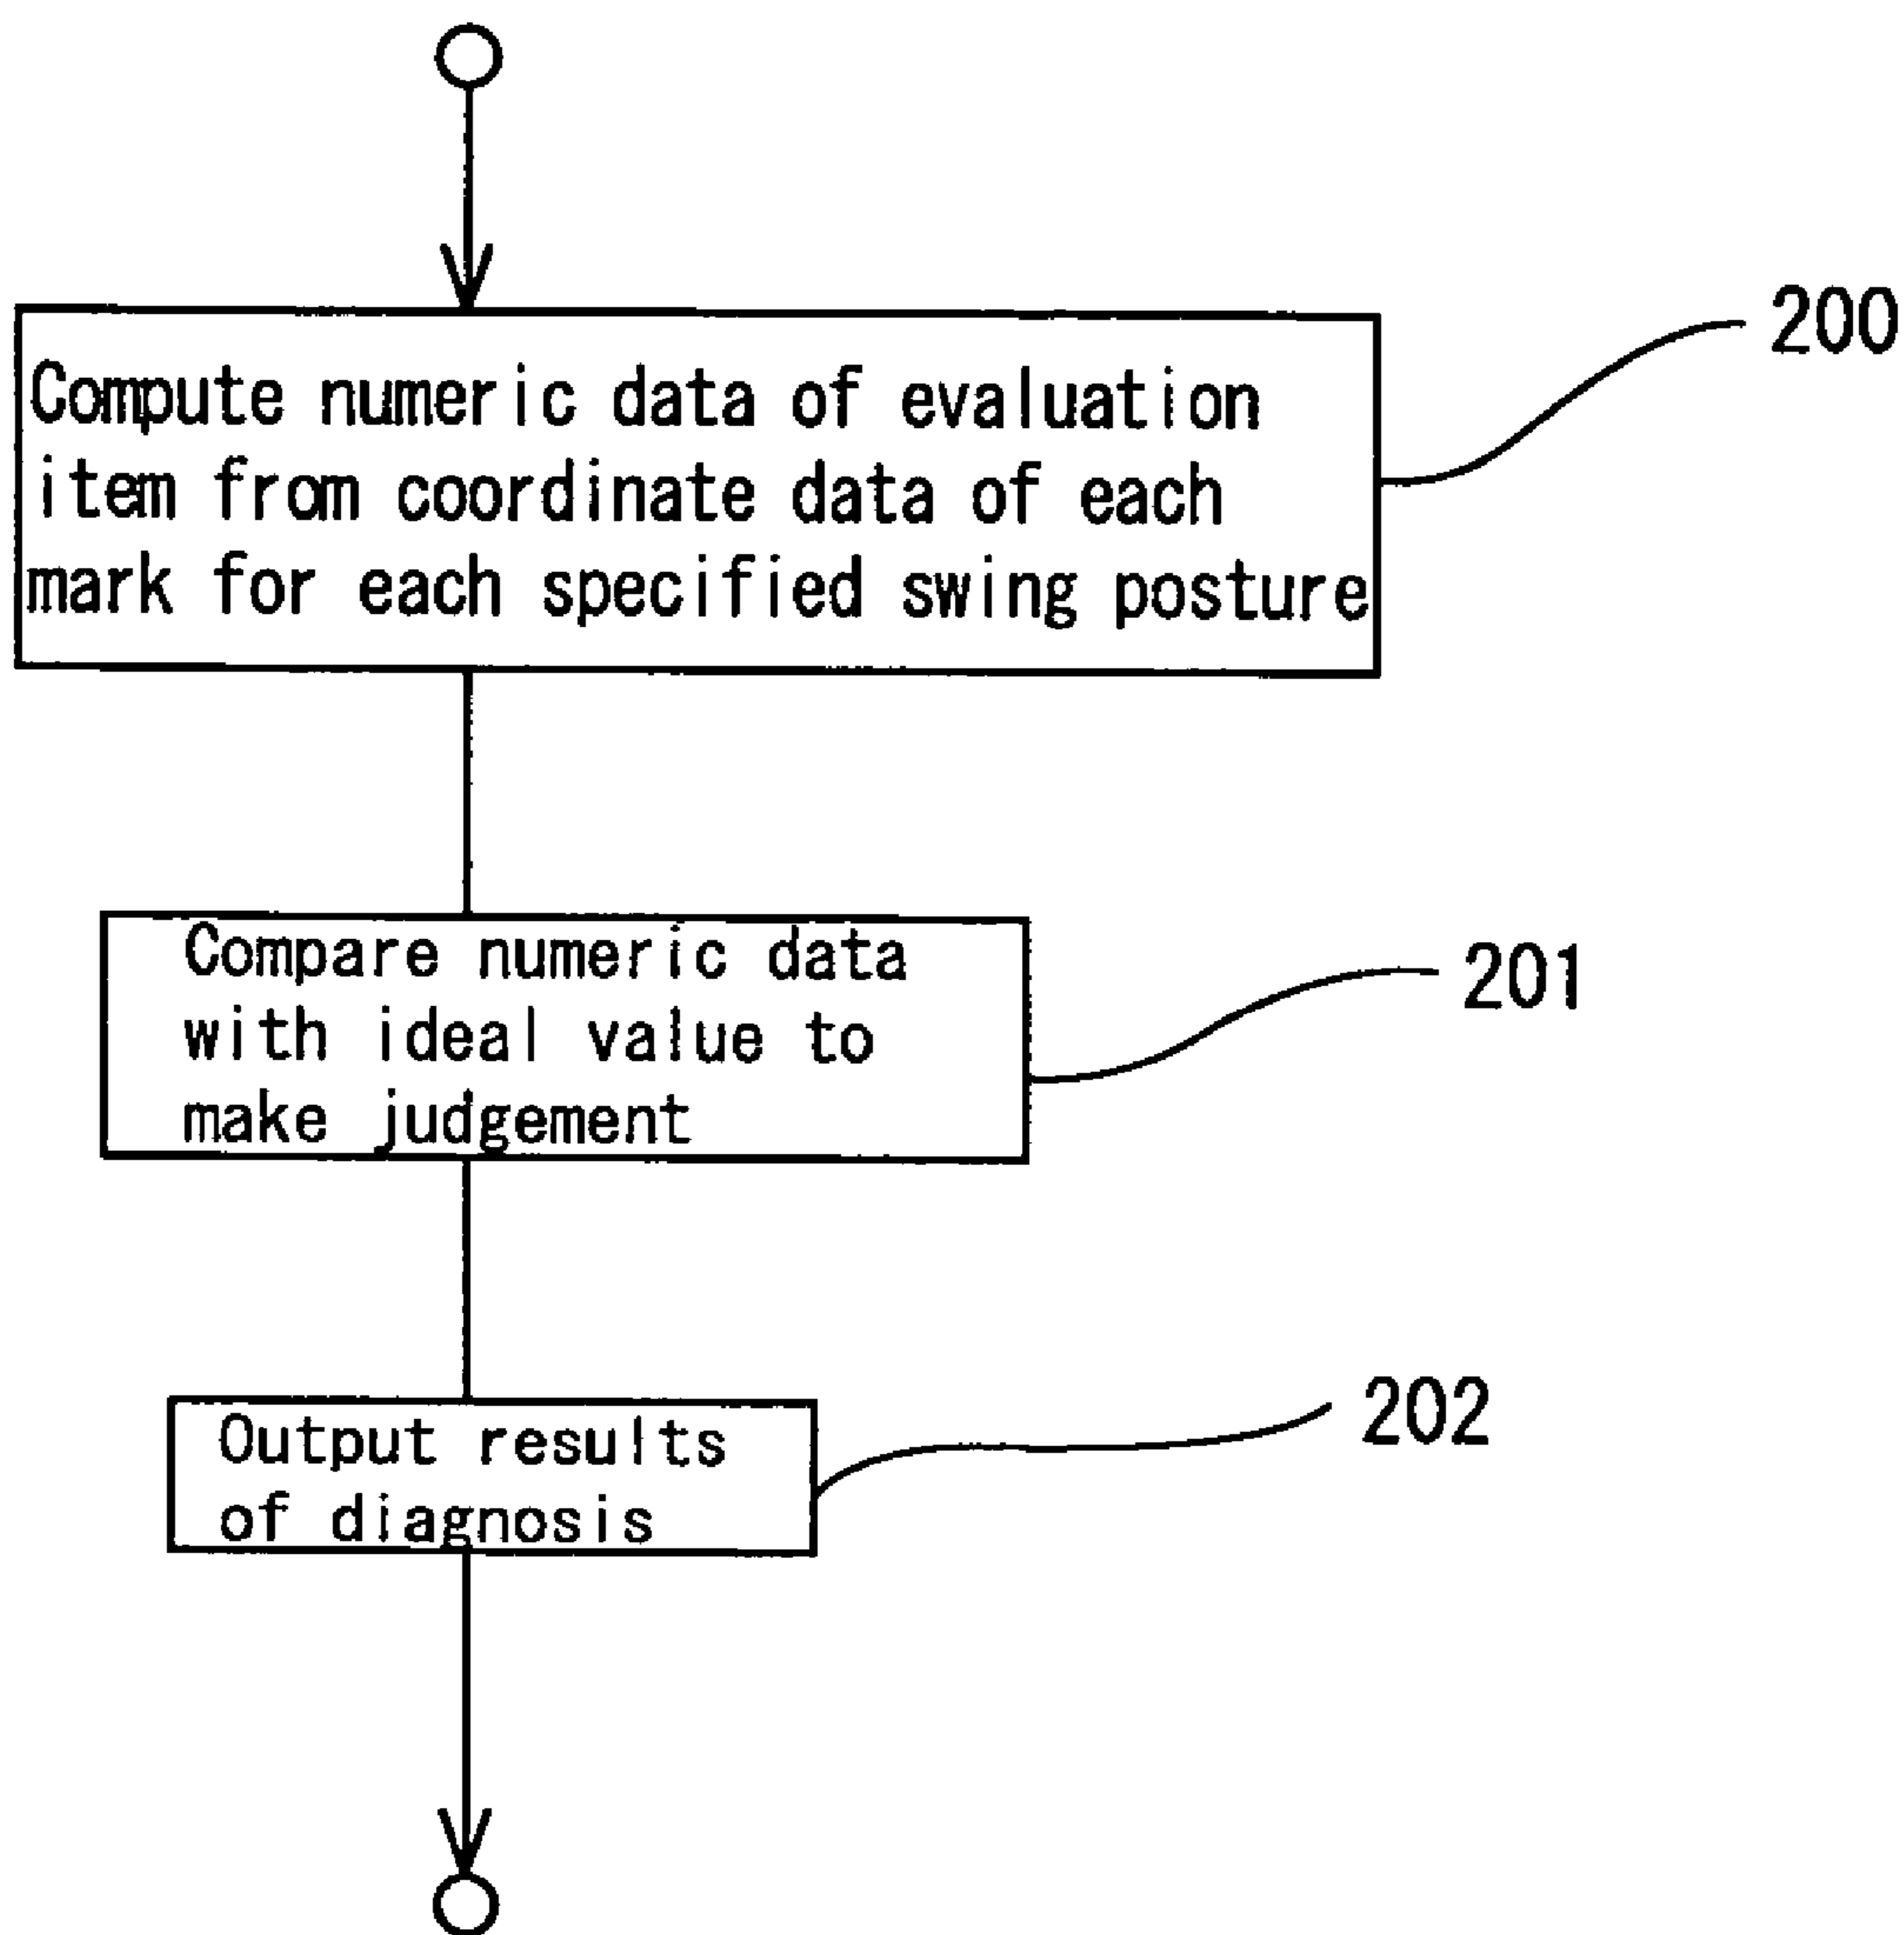 Compute numeric data of evaluation
item from coordinate data of each
mark for each specified swing posture
200
Compare numeric data
with ideal value to
make judgement
201
Output results
of diagnosis
202